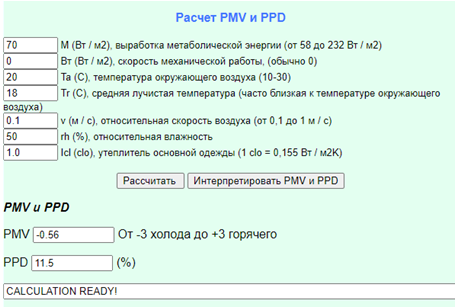 Расчет PMV и PPD
70 M (Вт / м2), выработка метаболической энергии (от 58 до 232 Вт / м2)
0 Вт (Вт / м2), скорость механической работы, (обычно 0)
20 Ta (C), температура окружающего воздуха (10-30)
18 Tr (C), средняя лучистая температура (часто близкая к температуре окружающего
воздуха)
0.1 v (м / с), относительная скорость воздуха (от 0,1 до 1 м / с)
50 rh (%), относительная влажность
1.0 Icl (clo), утеплитель основной одежды (1 clo = 0,155 Вт / м2K)
Рассчитать Интерпретировать PMV и PPD
PMV и PPD
PMV -0.56 От -3 холода до +3 горячего
PPD 11.5 (%)
CALCULATION READY!